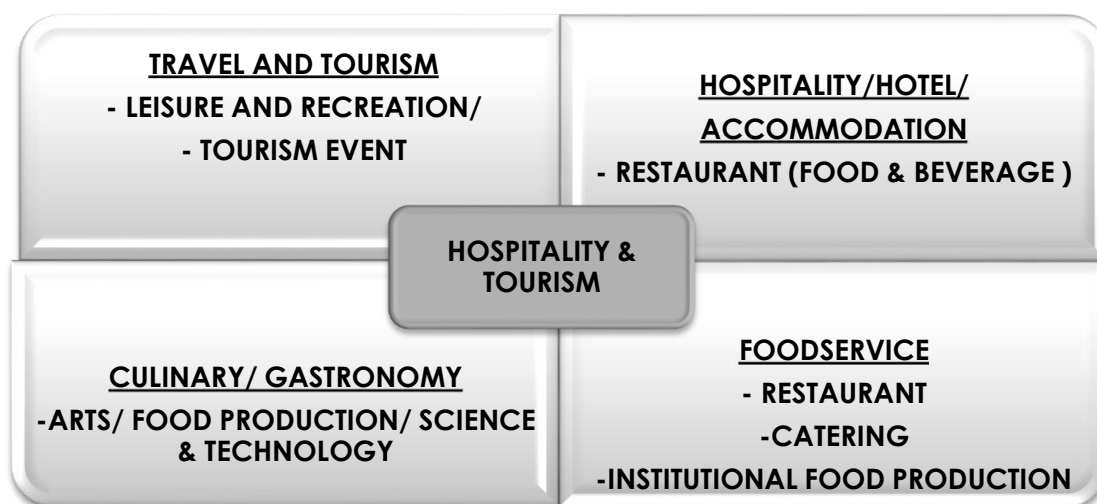 TRAVEL AND TOURISM
- LEISURE AND RECREATION/
- TOURISM EVENT
HOSPITALITY/HOTEL/
ACCOMMODATION
- RESTAURANT (FOOD & BEVERAGE )
HOSPITALITY &
TOURISM
CULINARY/ GASTRONOMY
-ARTS/ FOOD PRODUCTION/ SCIENCE
& TECHNOLOGY
FOODSERVICE
- RESTAURANT
-CATERING
-INSTITUTIONAL FOOD PRODUCTION